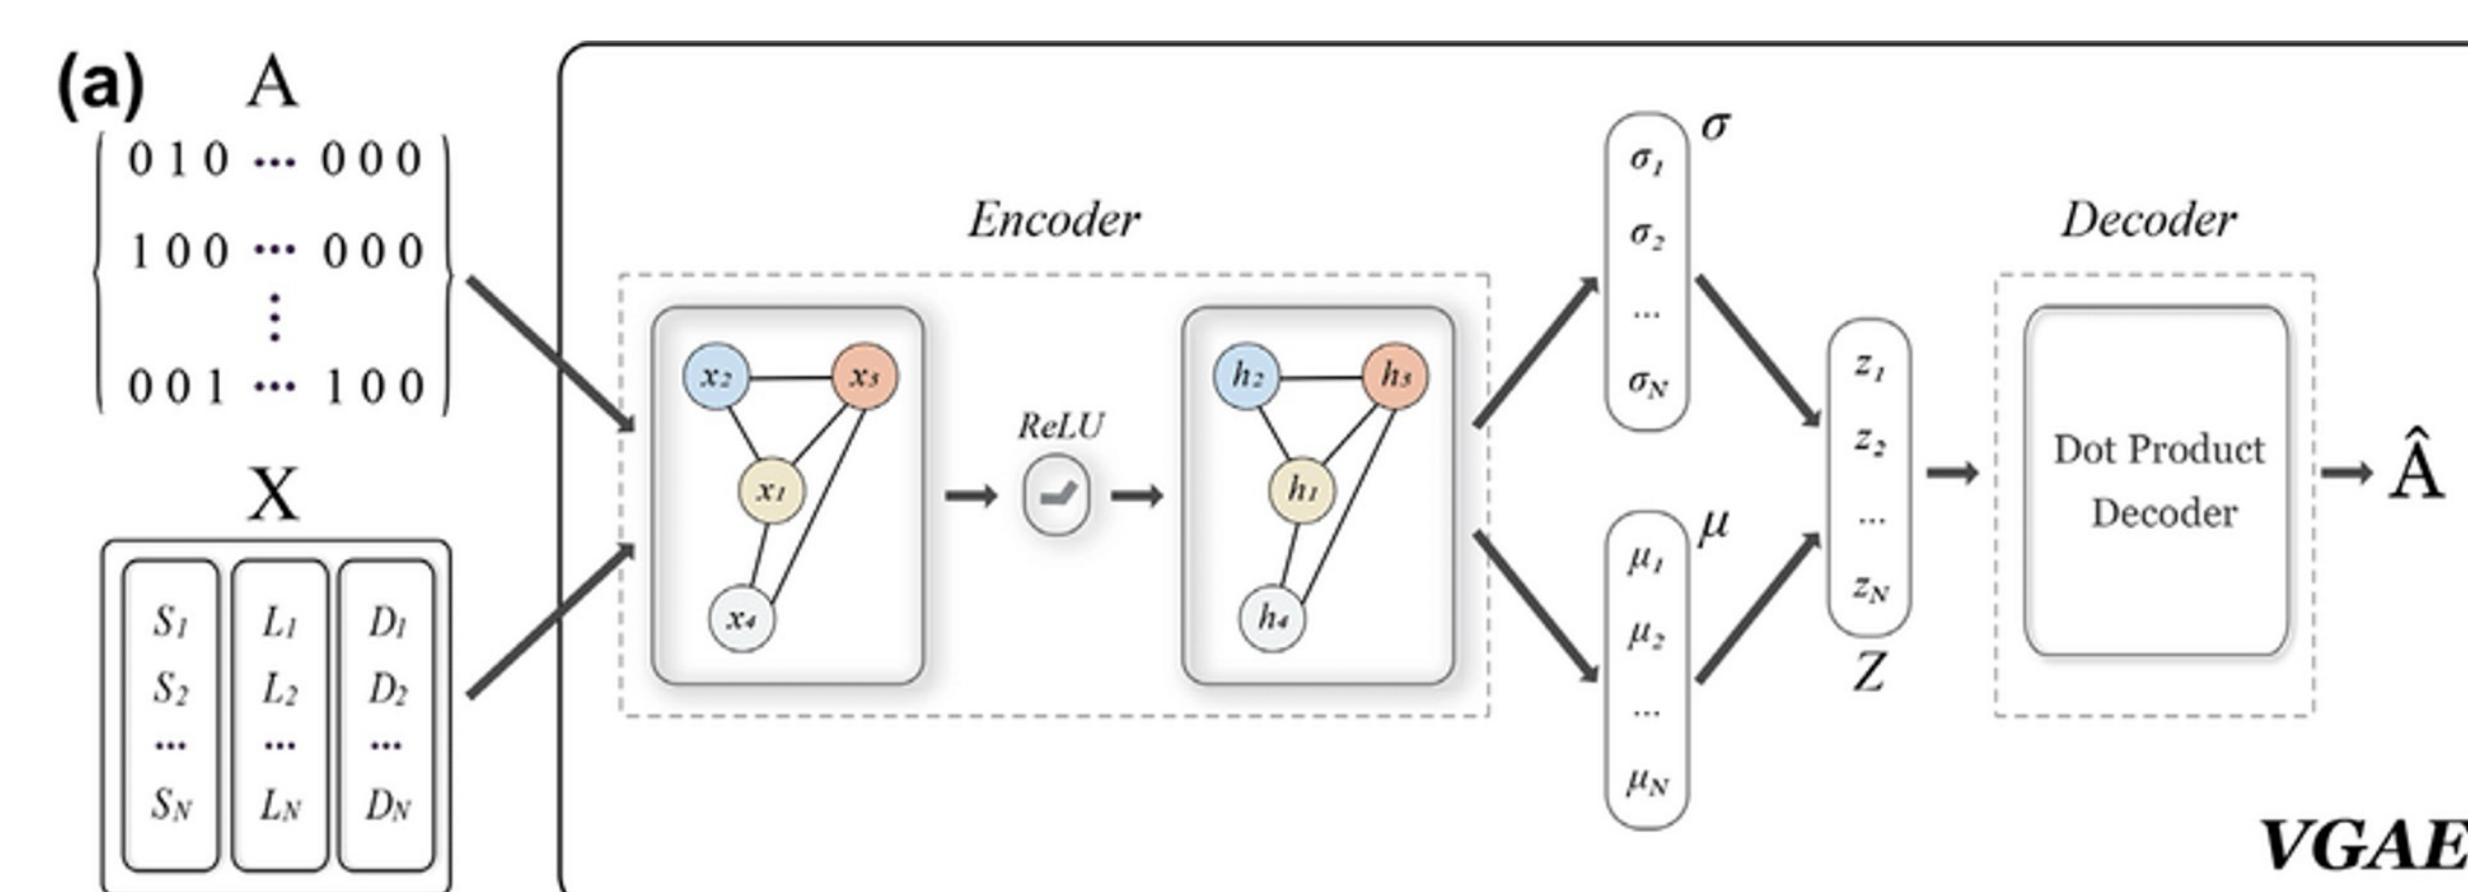 (a)
A
0 1 0 ... 0 0 0
1 0 0 ... 0 0 0
⋮
0 0 1 ... 1 0 0
X
S1 L1 D1
S2 L2 D2
... ... ...
SN LN DN
Encoder
x2 x3
x1
x4
ReLU
h2 h3
h1
h4
σ
σ1
σ2
...
σN
μ
μ1
μ2
...
μN
z1
z2
...
zN
Z
Decoder
Dot Product
Decoder
Â
VGAE